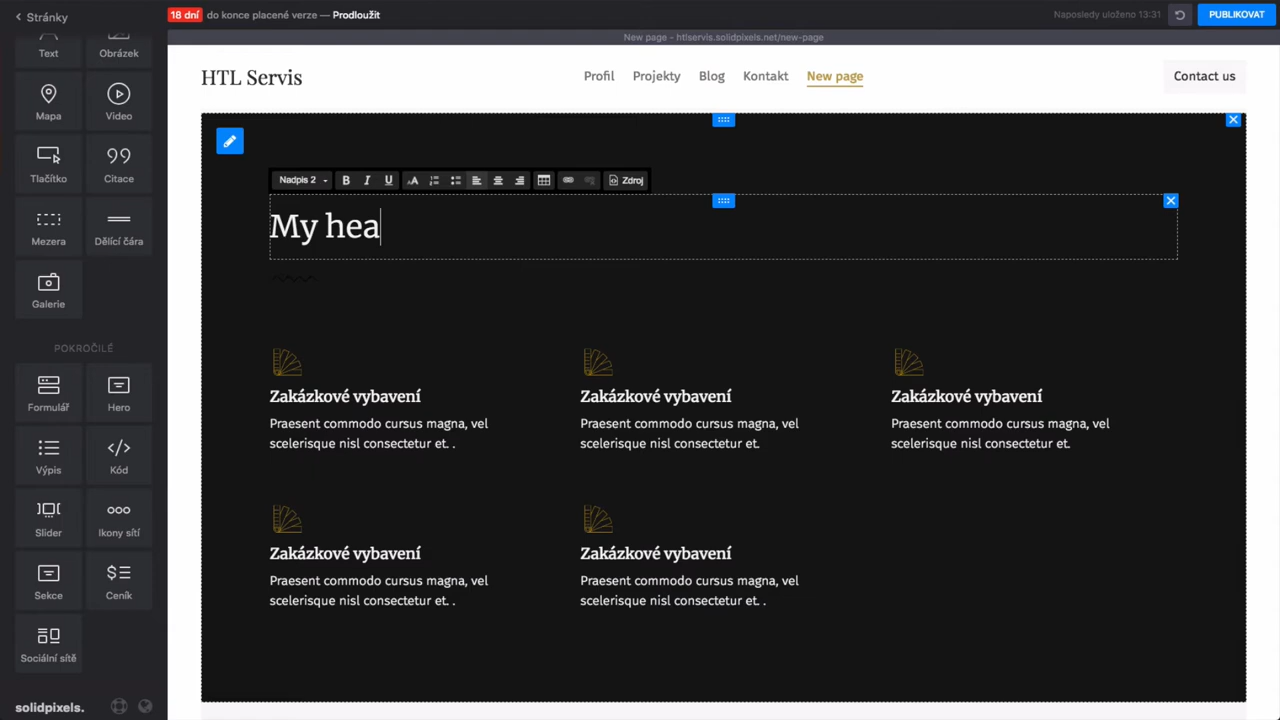 Stránky
18 dní do konce placené verze — Prodloužit
Naposledy uloženo 13:31
PUBLIKOVAT
New page - htlservis.solidpixels.net/new-page
Text
Obrázek
Mapa
Video
Tlačítko
Citace
Mezera
Dělící čára
Galerie
POKROČILÉ
Formulář
Hero
Výpis
Kód
Slider
Ikony sítí
Sekce
Ceník
Sociální sítě
solidpixels.
HTL Servis
Profil
Projekty
Blog
Kontakt
New page
Contact us
Nadpis 2
B I U
Zdroj
My hea
Zakázkové vybavení
Praesent commodo cursus magna, vel
scelerisque nisl consectetur et. .
Zakázkové vybavení
Praesent commodo cursus magna, vel
scelerisque nisl consectetur et.
Zakázkové vybavení
Praesent commodo cursus magna, vel
scelerisque nisl consectetur et.
Zakázkové vybavení
Praesent commodo cursus magna, vel
scelerisque nisl consectetur et. .
Zakázkové vybavení
Praesent commodo cursus magna, vel
scelerisque nisl consectetur et. .